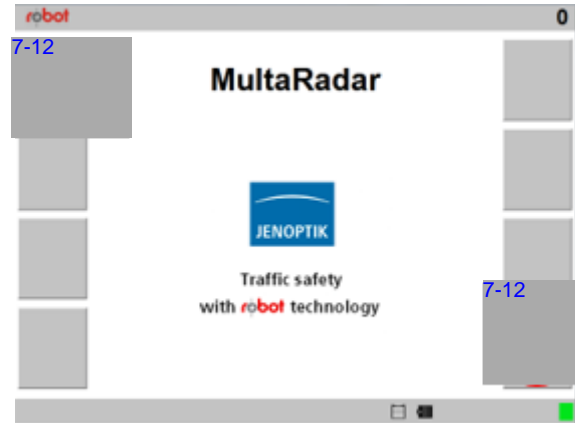 robot 0
7-12
MultaRadar
JENOPTIK
Traffic safety
7-12
with robot technology